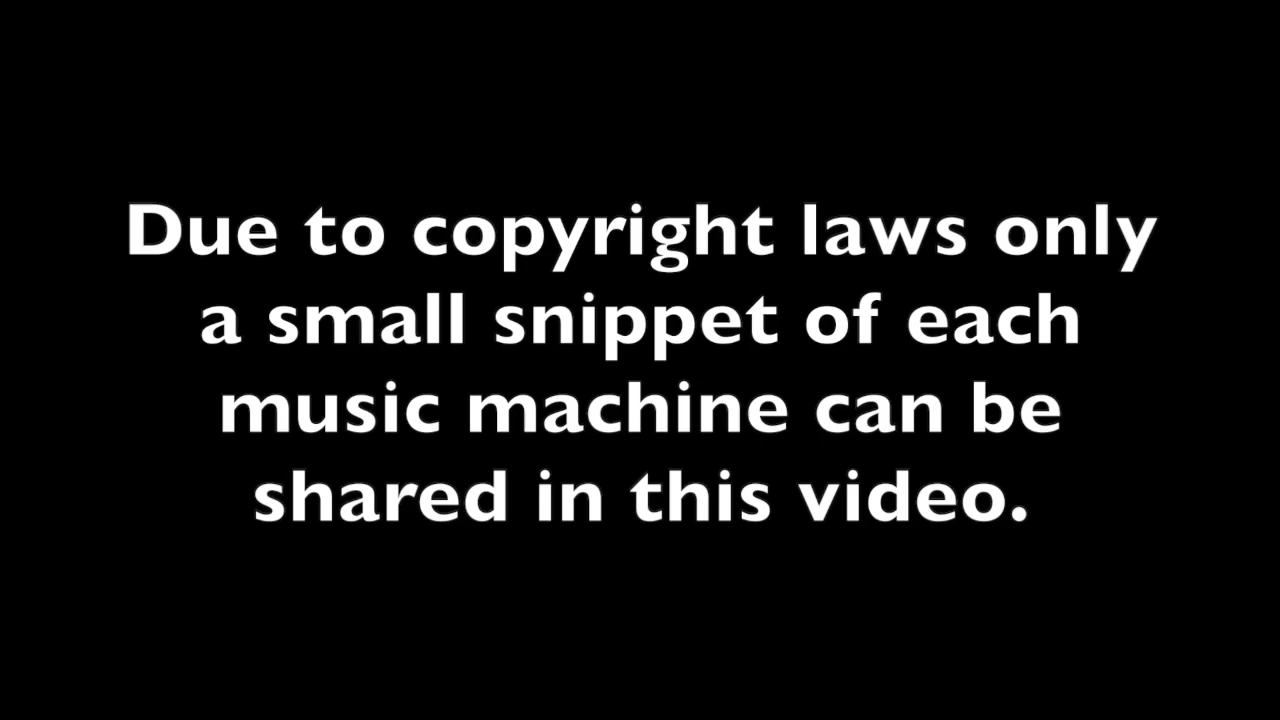 Due to copyright laws only
a small snippet of each
music machine can be
shared in this video.